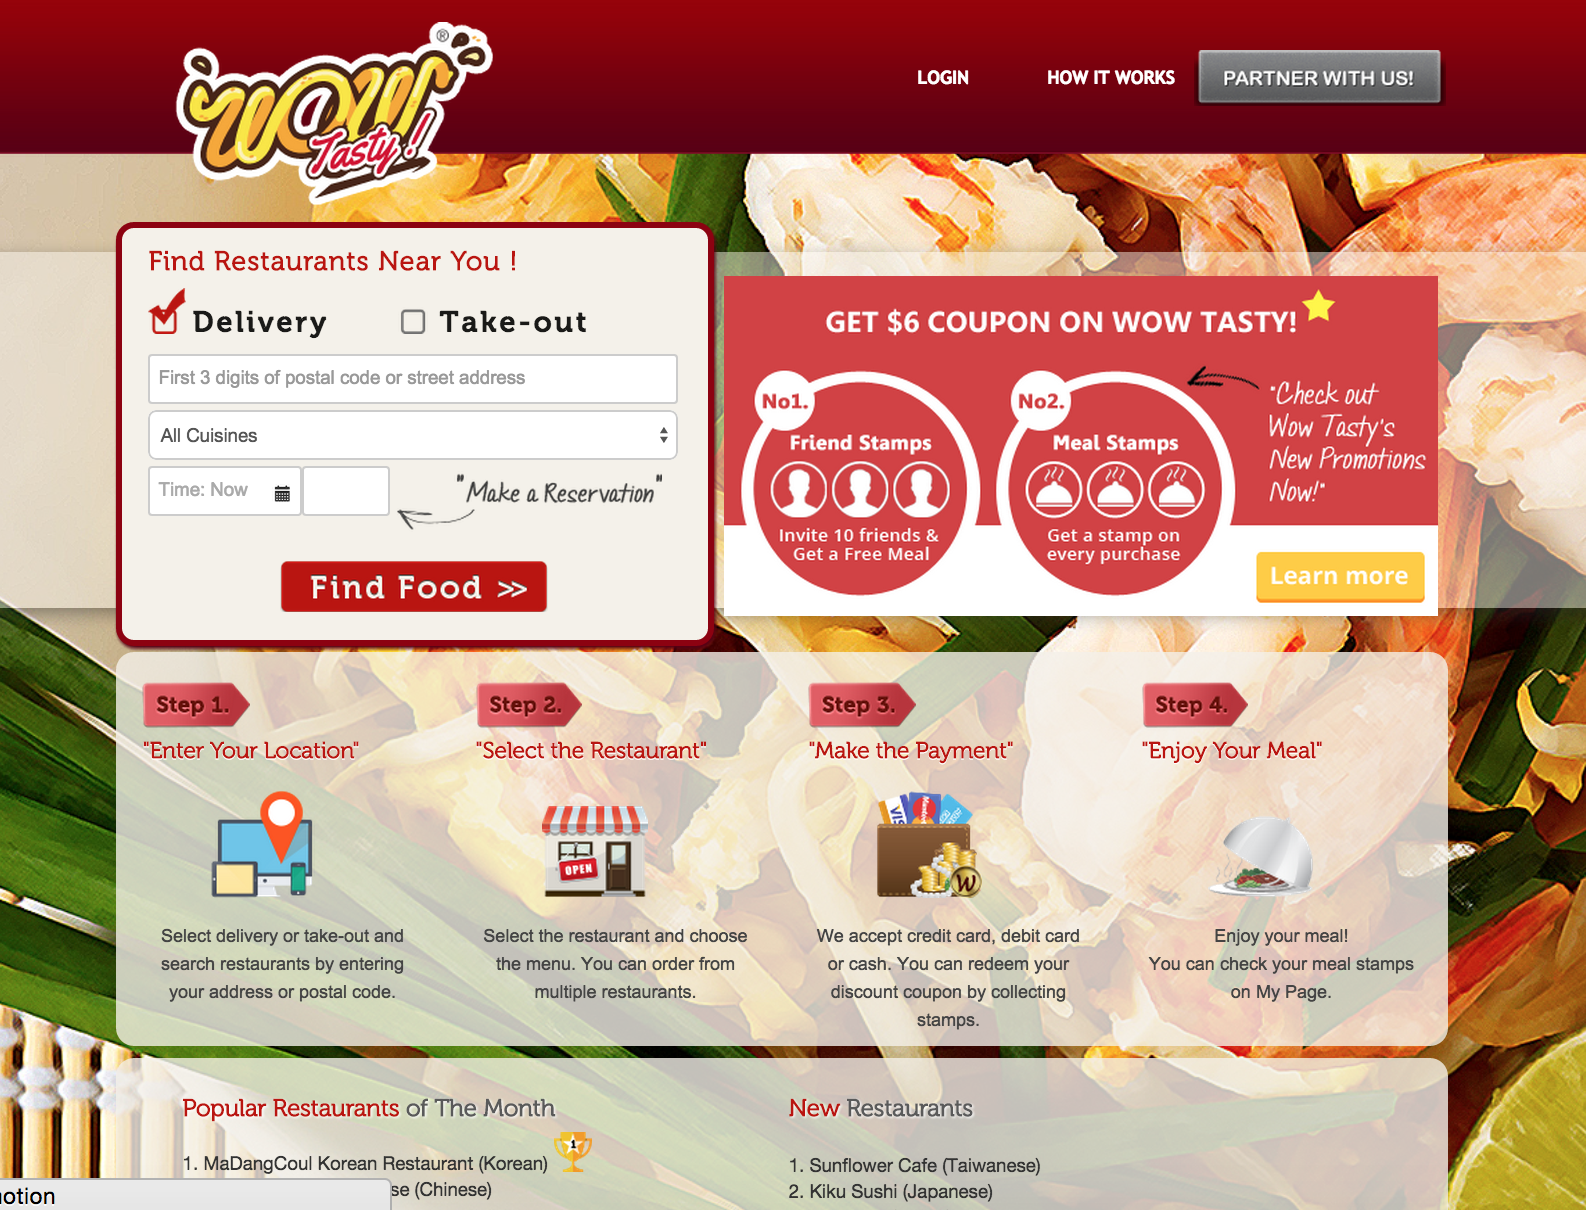 wow
Tasty!
®
LOGIN
HOW IT WORKS
PARTNER WITH US!
Find Restaurants Near You !
Delivery
Take-out
First 3 digits of postal code or street address
All Cuisines
Time: Now
"Make a Reservation"
Find Food >>
GET $6 COUPON ON WOW TASTY!
No1.
Friend Stamps
Invite 10 friends &
Get a Free Meal
No2.
Meal Stamps
Get a stamp on
every purchase
"Check out
Wow Tasty's
New Promotions
Now!"
Learn more
Step 1.
"Enter Your Location"
Select delivery or take-out and
search restaurants by entering
your address or postal code.
Step 2.
"Select the Restaurant"
OPEN
Select the restaurant and choose
the menu. You can order from
multiple restaurants.
Step 3.
"Make the Payment"
VISA
W
We accept credit card, debit card
or cash. You can redeem your
discount coupon by collecting
stamps.
Step 4.
"Enjoy Your Meal"
Enjoy your meal!
You can check your meal stamps
on My Page.
Popular Restaurants of The Month
1. MaDangCoul Korean Restaurant (Korean)
1
se (Chinese)
New Restaurants
1. Sunflower Cafe (Taiwanese)
2. Kiku Sushi (Japanese)
otion